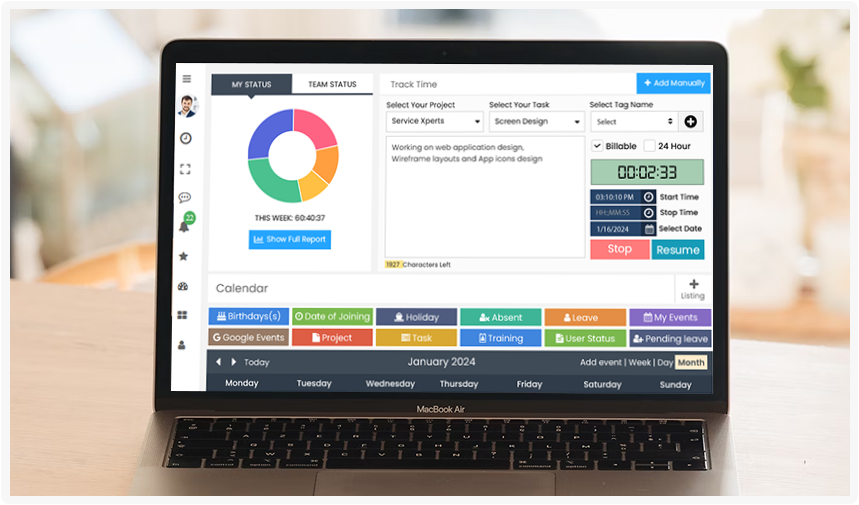 MY STATUS
TEAM STATUS
THIS WEEK: 60:40:37
Show Full Report
22
Track Time
+ Add Manually
Select Your Project
Select Your Task
Select Tag Name
Service Xperts
Screen Design
Select
Working on web application design,
Wireframe layouts and App icons design
1927 Characters Left
Billable
24 Hour
00:02:33
03:10:10 PM
Start Time
HH:MM:SS
Stop Time
1/16/2024
Select Date
Stop
Resume
Calendar
Listing
Birthdays(s)
Date of Joining
Holiday
Absent
Leave
My Events
Google Events
Project
Task
Training
User Status
Pending leave
Today
January 2024
Add event | Week | Day Month
Monday
Tuesday
Wednesday
Thursday
Friday
Saturday
Sunday
MacBook Air